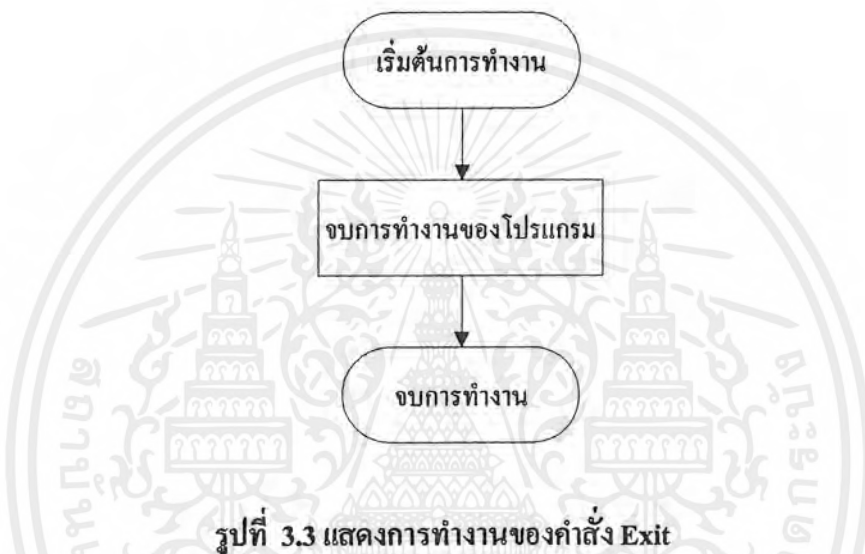 เริ่มต้นการทำงาน
จบการทำงานของโปรแกรม
จบการทำงาน
รูปที่ 3.3 แสดงการทำงานของคำสั่ง Exit